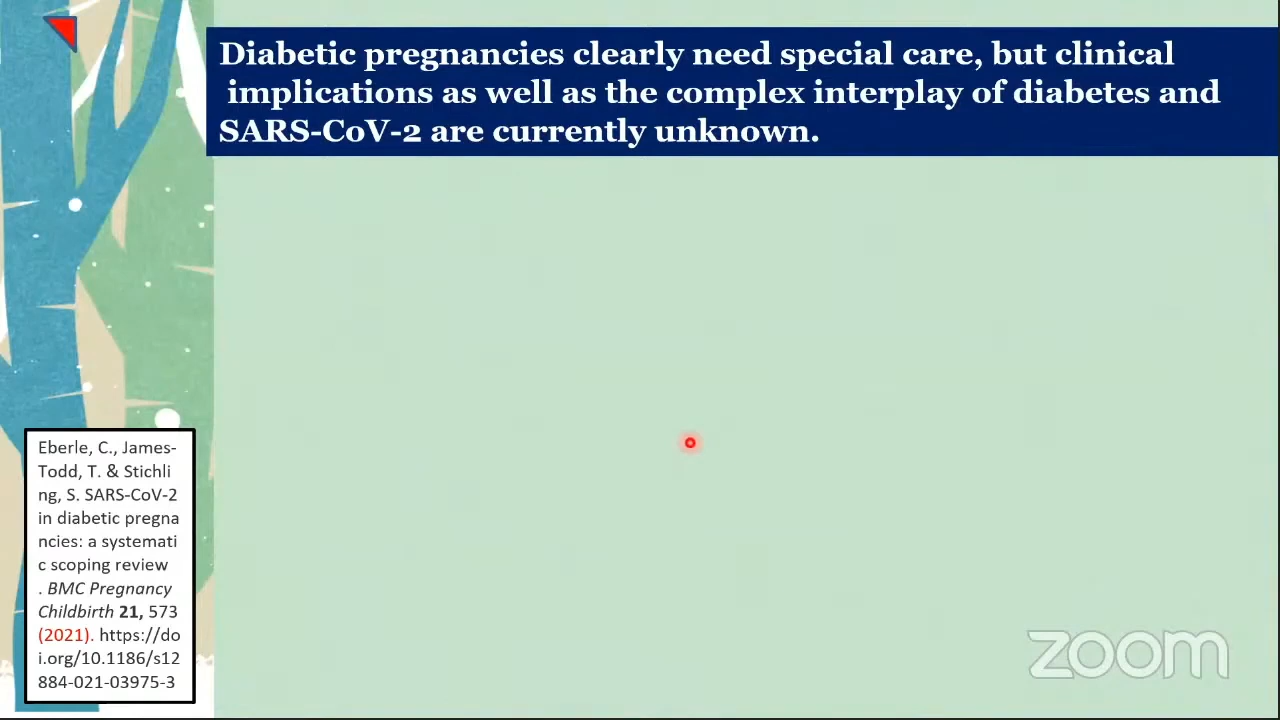 Diabetic pregnancies clearly need special care, but clinical
implications as well as the complex interplay of diabetes and
SARS-CoV-2 are currently unknown.
Eberle, C., James-
Todd, T. & Stichli
ng, S. SARS-CoV-2
in diabetic pregna
ncies: a systemati
c scoping review
. BMC Pregnancy
Childbirth 21, 573
(2021). https://do
i.org/10.1186/s12
884-021-03975-3
zoom